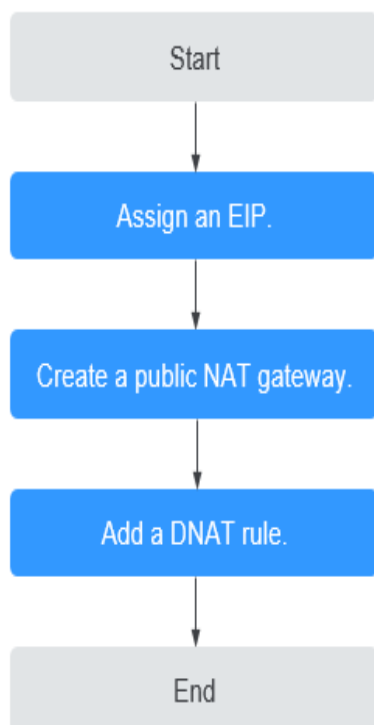 Start
Assign an EIP.
Create a public NAT gateway.
Add a DNAT rule.
End